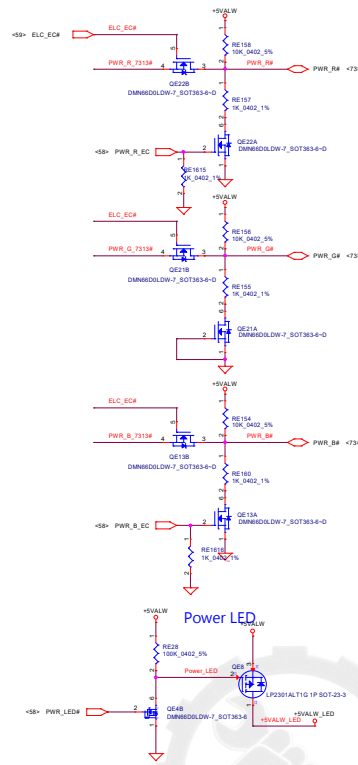 +5VALW
<59> ELC_EC#
ELC_EC#
RE158
10K_0402_5%
PWR_R_7313#
PWR_R#
PWR_R#
QE22B
DMN66D0LDW-7_SOT363-6~D
RE157
1K_0402_1%
QE22A
DMN66D0LDW-7_SOT363-6~D
<58> PWR_R_EC
RE1615
1K_0402_1%
+5VALW
ELC_EC#
RE156
10K_0402_5%
PWR_G_7313#
PWR_G#
PWR_G#
QE21B
DMN66D0LDW-7_SOT363-6~D
RE155
1K_0402_1%
QE21A
DMN66D0LDW-7_SOT363-6~D
+5VALW
ELC_EC#
RE154
10K_0402_5%
PWR_B_7313#
PWR_B#
PWR_B#
QE13B
DMN66D0LDW-7_SOT363-6~D
RE160
1K_0402_1%
QE13A
DMN66D0LDW-7_SOT363-6~D
<58> PWR_B_EC
RE1616
1K_0402_1%
Power LED
+5VALW
+5VALW
RE28
100K_0402_5%
Power_LED
QE8
LP2301ALT1G 1P SOT-23-3
QE4B
DMN66D0LDW-7_SOT363-6
<58> PWR_LED#
+5VALW_LED
+5VALW_LED